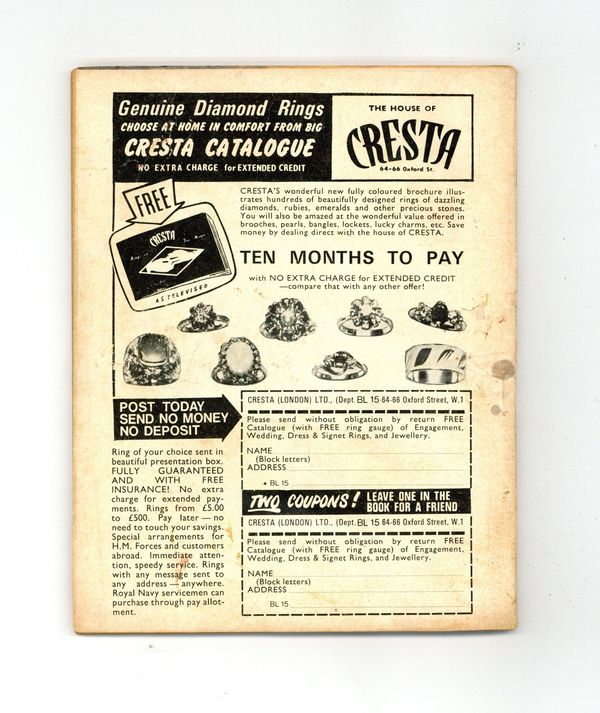 Genuine Diamond Rings
CHOOSE AT HOME IN COMFORT FROM BIG
CRESTA CATALOGUE
NO EXTRA CHARGE for EXTENDED CREDIT
THE HOUSE OF
CRESTA
64-66 Oxford St.
FREE
CRESTA
AS TELEVISED
CRESTA'S wonderful new fully coloured brochure illus-
trates hundreds of beautifully designed rings of dazzling
diamonds, rubies, emeralds and other precious stones.
You will also be amazed at the wonderful value offered in
brooches, pearls, bangles, lockets, lucky charms, etc. Save
money by dealing direct with the house of CRESTA.
TEN MONTHS TO PAY
with NO EXTRA CHARGE for EXTENDED CREDIT
—compare that with any other offer!
POST TODAY
SEND NO MONEY
NO DEPOSIT
Ring of your choice sent in
beautiful presentation box.
FULLY GUARANTEED
AND WITH FREE
INSURANCE! No extra
charge for extended pay-
ments. Rings from £5.00
to £500. Pay later — no
need to touch your savings.
Special arrangements for
H.M. Forces and customers
abroad. Immediate atten-
tion, speedy service. Rings
with any message sent to
any address — anywhere.
Royal Navy servicemen can
purchase through pay allot-
ment.
CRESTA (LONDON) LTD., (Dept. BL 15 64-66 Oxford Street, W.1
Please send without obligation by return FREE
Catalogue (with FREE ring gauge) of Engagement,
Wedding, Dress & Signet Rings, and Jewellery.
NAME
(Block letters)
ADDRESS
• BL 15
TWO COUPONS! LEAVE ONE IN THE
BOOK FOR A FRIEND
CRESTA (LONDON) LTD., (Dept. BL 15 64-66 Oxford Street, W.1
Please send without obligation by return FREE
Catalogue (with FREE ring gauge) of Engagement,
Wedding, Dress & Signet Rings, and Jewellery.
NAME
(Block letters)
ADDRESS
BL 15